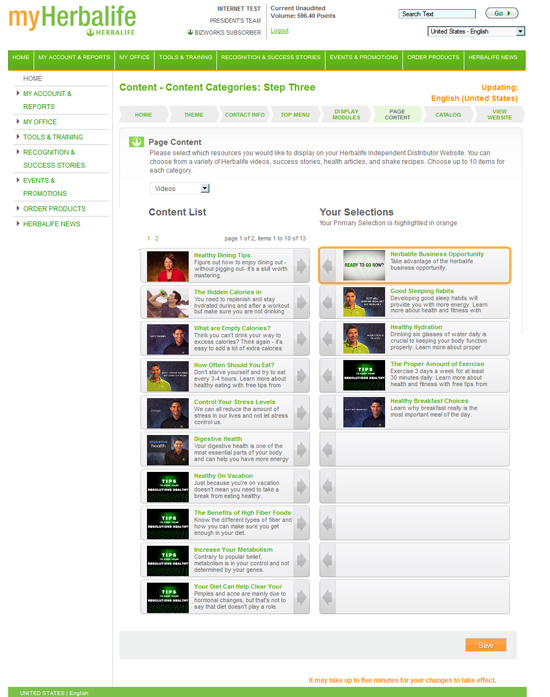 myHerbalife
HERBALIFE
INTERNET TEST
PRESIDENT'S TEAM
BIZWORKS SUBSCRIBER
Current Unaudited
Volume: 596.40 Points
Logout
Search Text
Go
United States - English
HOME
MY ACCOUNT & REPORTS
MY OFFICE
TOOLS & TRAINING
RECOGNITION & SUCCESS STORIES
EVENTS & PROMOTIONS
ORDER PRODUCTS
HERBALIFE NEWS
HOME
MY ACCOUNT &
REPORTS
MY OFFICE
TOOLS & TRAINING
RECOGNITION &
SUCCESS STORIES
EVENTS &
PROMOTIONS
ORDER PRODUCTS
HERBALIFE NEWS
Content - Content Categories: Step Three
Updating:
English (United States)
HOME
THEME
CONTACT INFO
TOP MENU
DISPLAY
MODULES
PAGE
CONTENT
CATALOG
VIEW
WEBSITE
Page Content
Please select which resources you would like to display on your Herbalife Independent Distributor Website. You can
choose from a variety of Herbalife videos, success stories, health articles, and shake recipes. Choose up to 10 items for
each category.
Videos
Content List
1 2
page 1 of 2, items 1 to 10 of 13
Healthy Dining Tips
Figure out how to enjoy dining out -
without pigging out- it's a skill worth
mastering.
The Hidden Calories in
You need to replenish and stay
hydrated during and after a workout
but make sure you are not drinking
What are Empty Calories?
Think you can't drink your way to
excess calories? Think again - it's
easy to add a lot of extra calories
How Often Should You Eat?
Don't starve yourself and try to eat
every 3-4 hours. Learn more about
healthy eating with free tips from
Control Your Stress Levels
We can all reduce the amount of
stress in our lives and not let stress
control us.
digestive
health
Digestive Health
Your digestive health is one of the
most essential parts of your body
and can help you have more energy
TIPS
RESOLUTIONS HEALTHY
Healthy On Vacation
Just because you're on vacation
doesn't mean you need to take a
break from eating healthy.
TIPS
RESOLUTIONS HEALTHY
The Benefits of High Fiber Foods
Know the different types of fiber and
how you can make sure you get
enough in your diet.
TIPS
RESOLUTIONS HEALTHY
Increase Your Metabolism
Contrary to popular belief,
metabolism is in your control and not
determined by your genes.
TIPS
RESOLUTIONS HEALTHY
Your Diet Can Help Clear Your
Pimples and acne are mainly due to
hormonal changes, but that's not to
say that diet doesn't play a role.
Your Selections
Your Primary Selection is highlighted in orange
READY TO GO NOW?
Herbalife Business Opportunity
Take advantage of the Herbalife
business opportunity.
Good Sleeping Habits
Developing good sleep habits will
provide you with more energy. Learn
more about health and fitness with
Healthy Hydration
Drinking six glasses of water daily is
crucial to keeping your body function
properly. Learn more about proper
TIPS
RESOLUTIONS HEALTHY
The Proper Amount of Exercise
Exercise 3 days a week for at least
30 minutes daily. Learn more about
health and fitness with free tips from
Healthy Breakfast Choices
Learn why breakfast really is the
most important meal of the day.
Save
It may take up to five minutes for your changes to take effect.
UNITED STATES | English